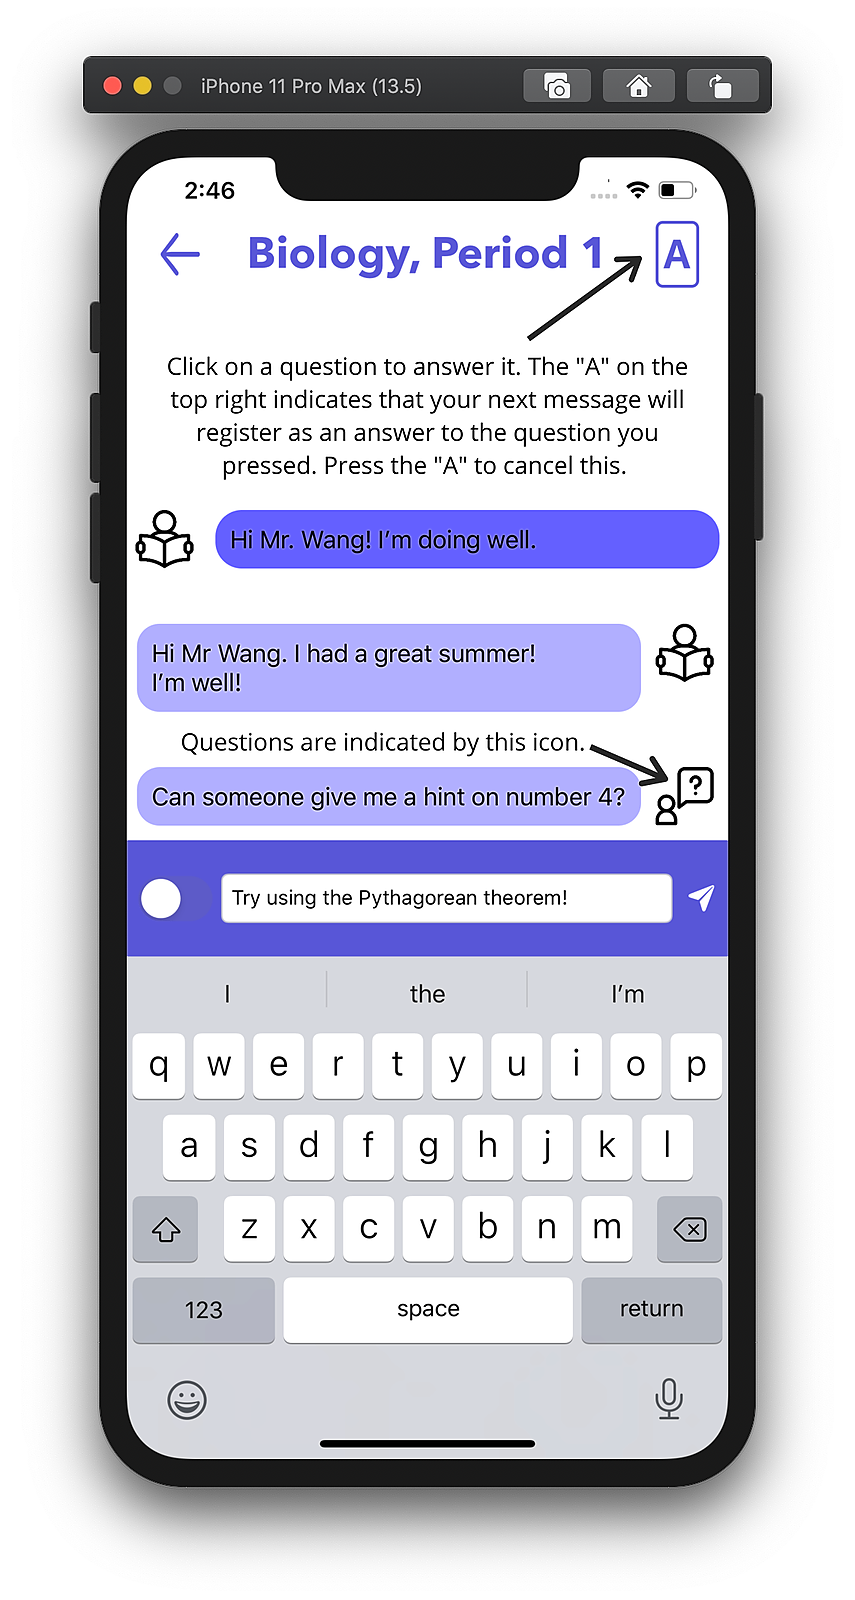 iPhone 11 Pro Max (13.5)
2:46
Biology, Period 1
A
Click on a question to answer it. The "A" on the
top right indicates that your next message will
register as an answer to the question you
pressed. Press the "A" to cancel this.
Hi Mr. Wang! I'm doing well.
Hi Mr Wang. I had a great summer!
I'm well!
Questions are indicated by this icon.
?
Can someone give me a hint on number 4?
Try using the Pythagorean theorem!
I the I'm
q w e r t y u i o p
a s d f g h j k l
z x c v b n m
123 space return